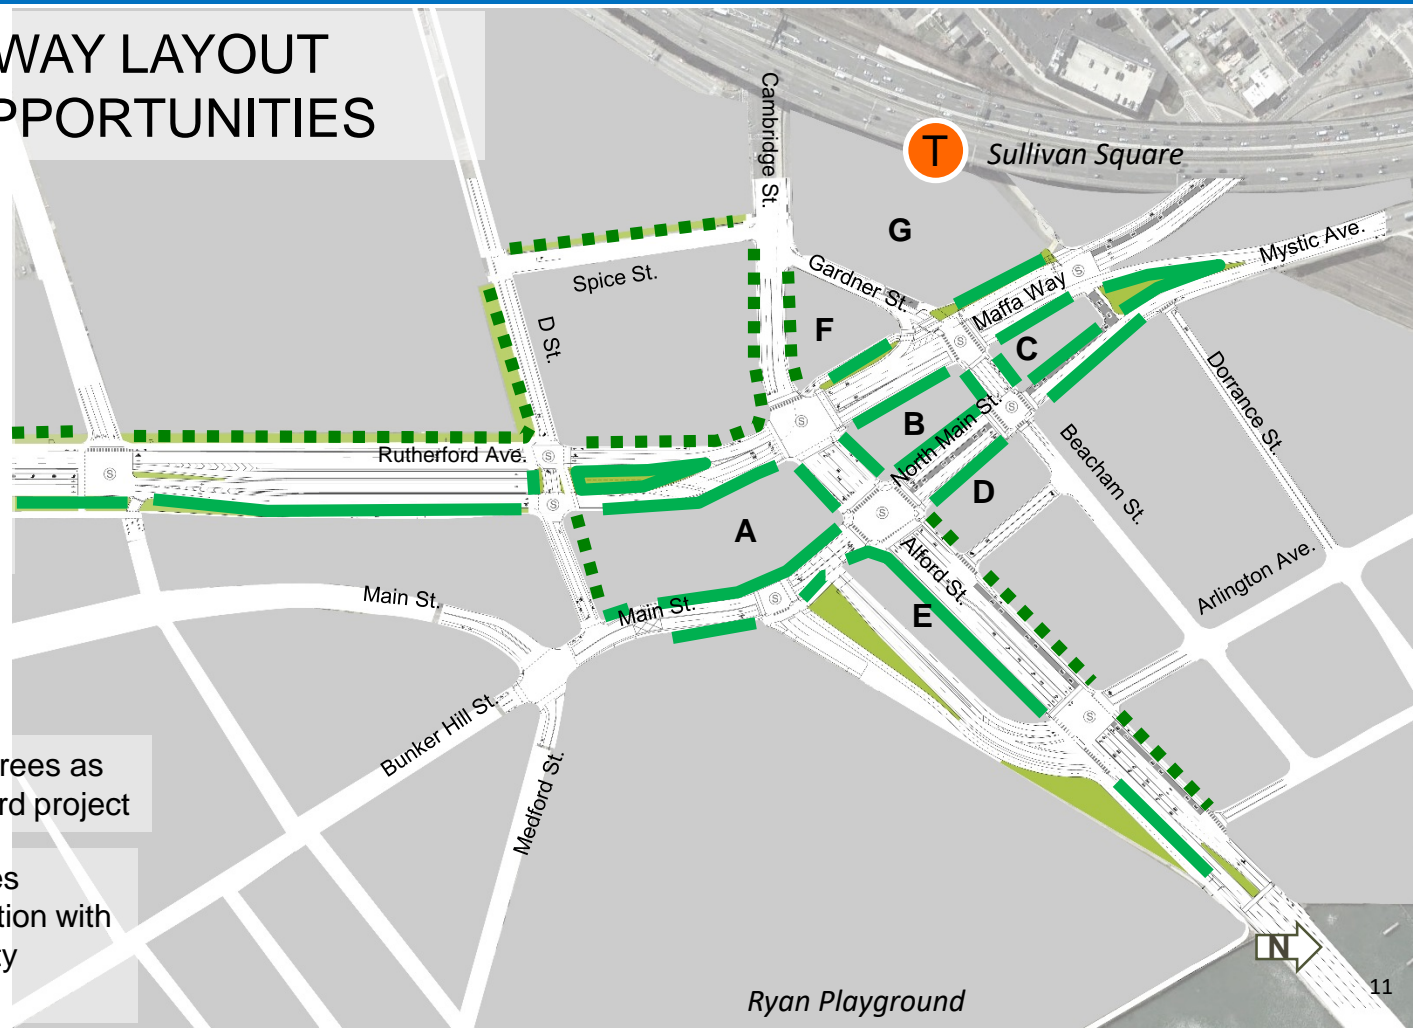 WAY LAYOUT
PPORTUNITIES
Cambridge St.
T
Sullivan Square
G
Mystic Ave.
Spice St.
Gardner St.
Maffa Way
S
D St.
F
S
C
Dorrance St.
S
B
North Main St.
S
Rutherford Ave.
S
S
S
D
Beacham St.
S
A
Alford St.
Arlington Ave.
Main St.
Main St.
S
E
Bunker Hill St.
S
Medford St.
rees as
rd project
es
tion with
ty
N
11
Ryan Playground